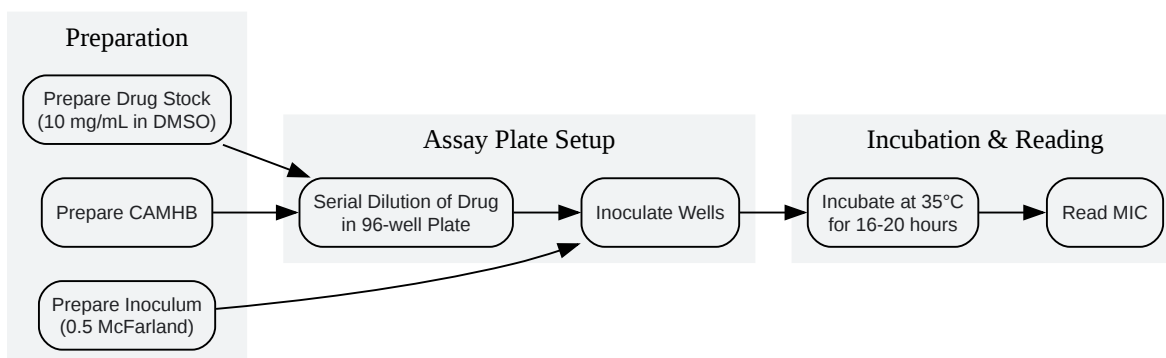 Preparation
Prepare Drug Stock
(10 mg/mL in DMSO)
Prepare CAMHB
Prepare Inoculum
(0.5 McFarland)
Assay Plate Setup
Serial Dilution of Drug
in 96-well Plate
Inoculate Wells
Incubation & Reading
Incubate at 35°C
for 16-20 hours
Read MIC